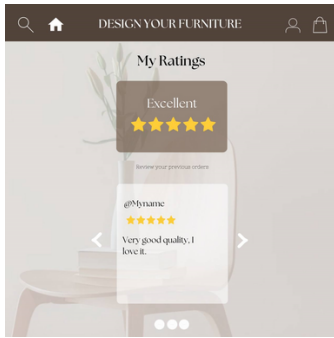 DESIGN YOUR FURNITURE
My Ratings
Excellent
Review your previous orders
@Myname
Very good quality, I
love it.